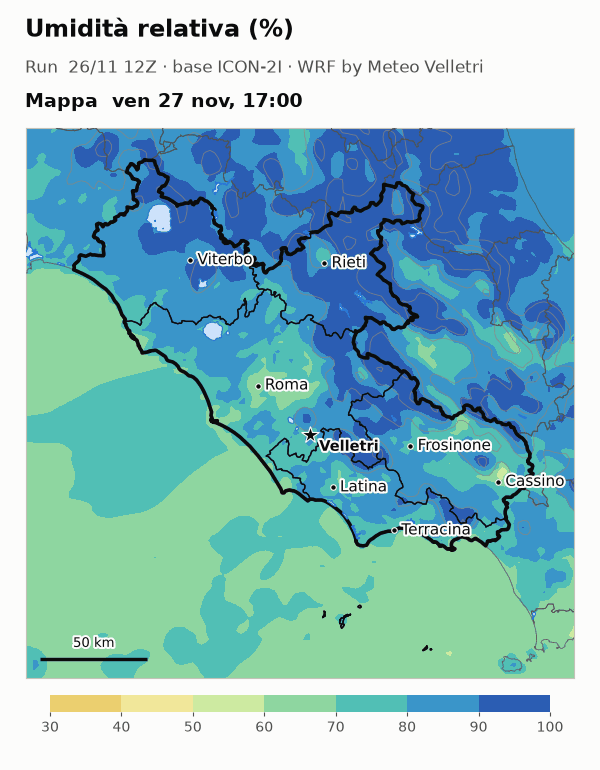 Umidità relativa (%)
Run  26/11 12Z · base ICON-2I · WRF by Meteo Velletri
Mappa  ven 27 nov, 17:00
Viterbo
Rieti
Roma
Velletri
Frosinone
Cassino
Latina
Terracina
50 km
30 40 50 60 70 80 90 100